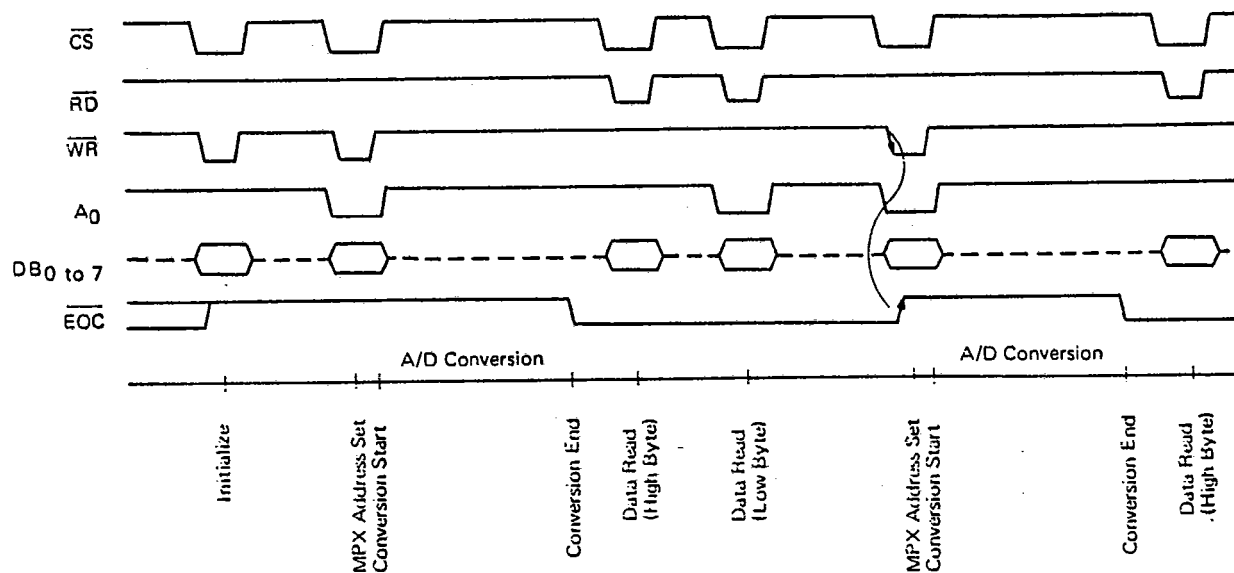 CS
RD
WR
A0
DB0 to 7
EOC
A/D Conversion
A/D Conversion
Initialize
MPX Address Set
Conversion Start
Conversion End
Data Read
(High Byte)
Data Read
(Low Byte)
MPX Address Set
Conversion Start
Conversion End
Data Read
(High Byte)